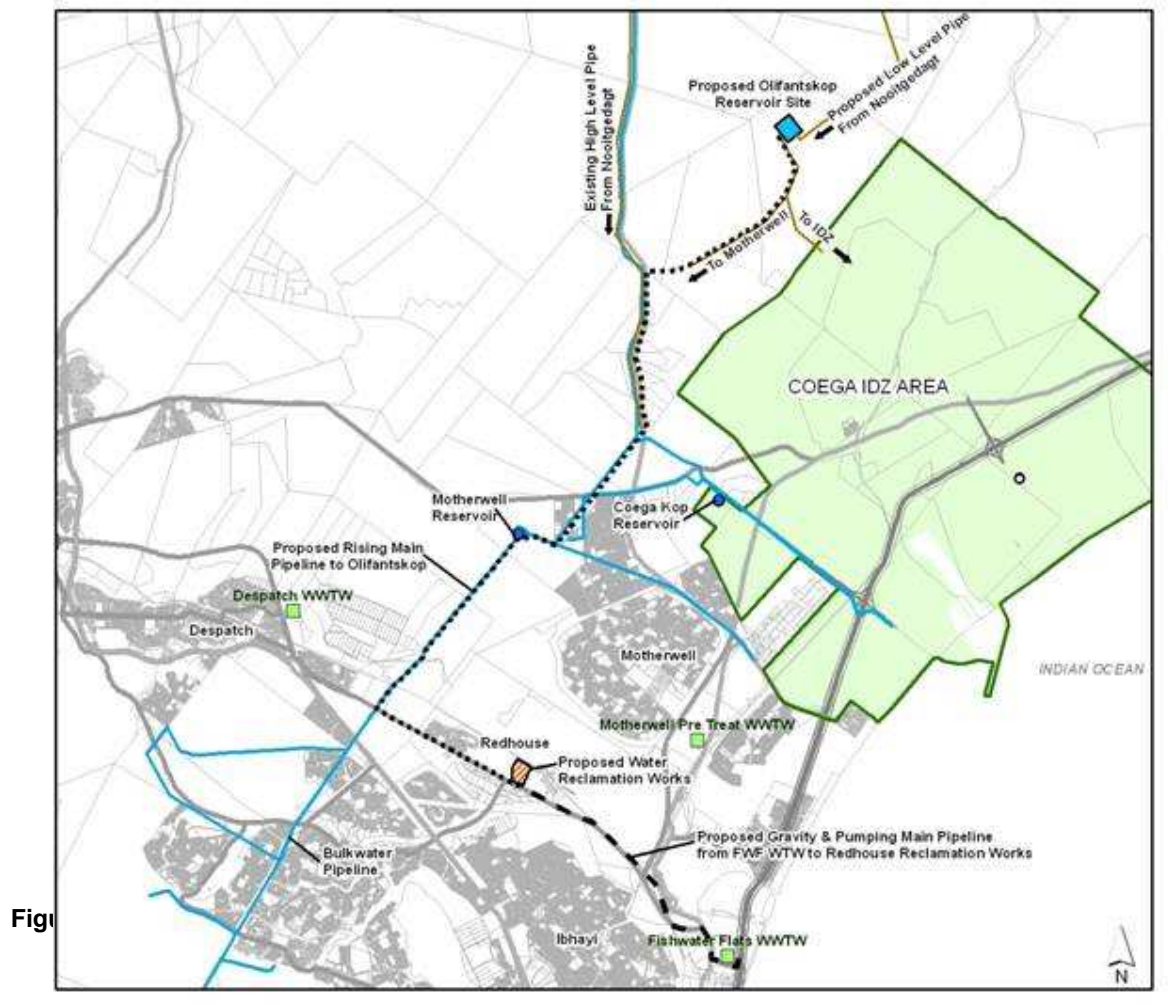 Existing High Level Pipe
From Nooitgedagt
Proposed Olifantskop
Reservoir Site
Proposed Low Level Pipe
From Nooitgedagt
To Motherwell
To IDZ
COEGA IDZ AREA
Motherwell
Reservoir
Coega Kop
Reservoir
Proposed Rising Main
Pipeline to Olifantskop
Despatch WWTW
Despatch
Motherwell
INDIAN OCEAN
Motherwell Pre Treat WWTW
Redhouse
Proposed Water
Reclamation Works
Proposed Gravity & Pumping Main Pipeline
from FWF WTW to Redhouse Reclamation Works
Bulkwater
Pipeline
Figu
Ibhayi
Fishwater Flats WWTW
N